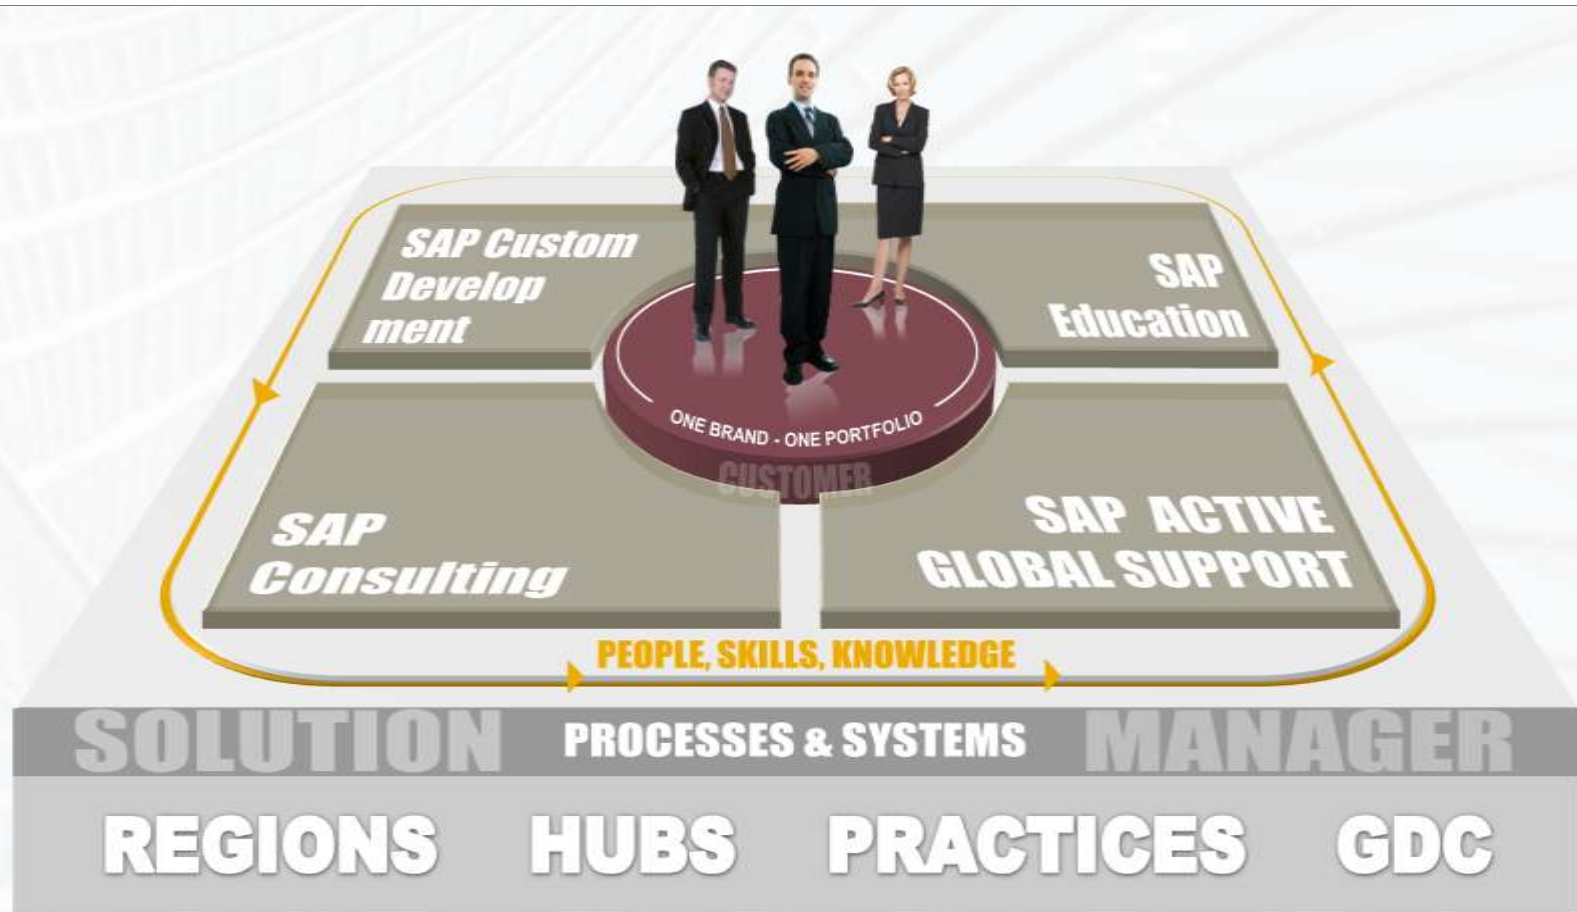 SAP Custom
Develop
ment
SAP
Education
ONE BRAND - ONE PORTFOLIO
CUSTOMER
SAP
Consulting
SAP ACTIVE
GLOBAL SUPPORT
PEOPLE, SKILLS, KNOWLEDGE
SOLUTION PROCESSES & SYSTEMS MANAGER
REGIONS HUBS PRACTICES GDC